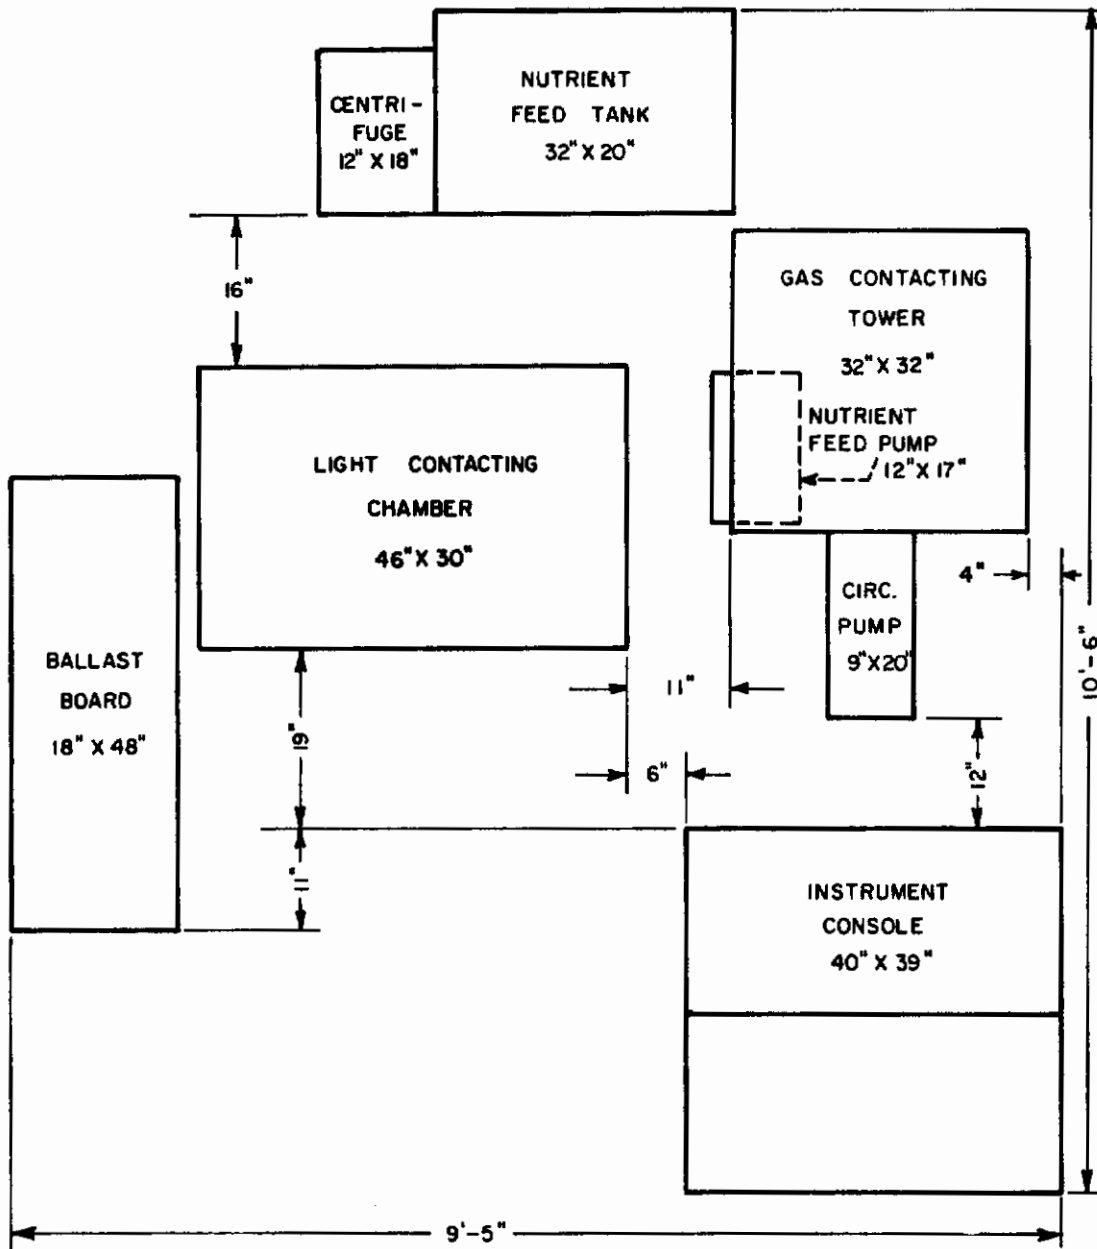 CENTRI-
FUGE
12" X 18"
NUTRIENT
FEED TANK
32" X 20"
16"
GAS CONTACTING
TOWER
32" X 32"
NUTRIENT
FEED PUMP
12" X 17"
LIGHT CONTACTING
CHAMBER
46" X 30"
4"
CIRC.
PUMP
9" X20"
10'-6"
BALLAST
BOARD
18" X 48"
11"
19"
6"
12"
11"
INSTRUMENT
CONSOLE
40" X 39"
9'-5"